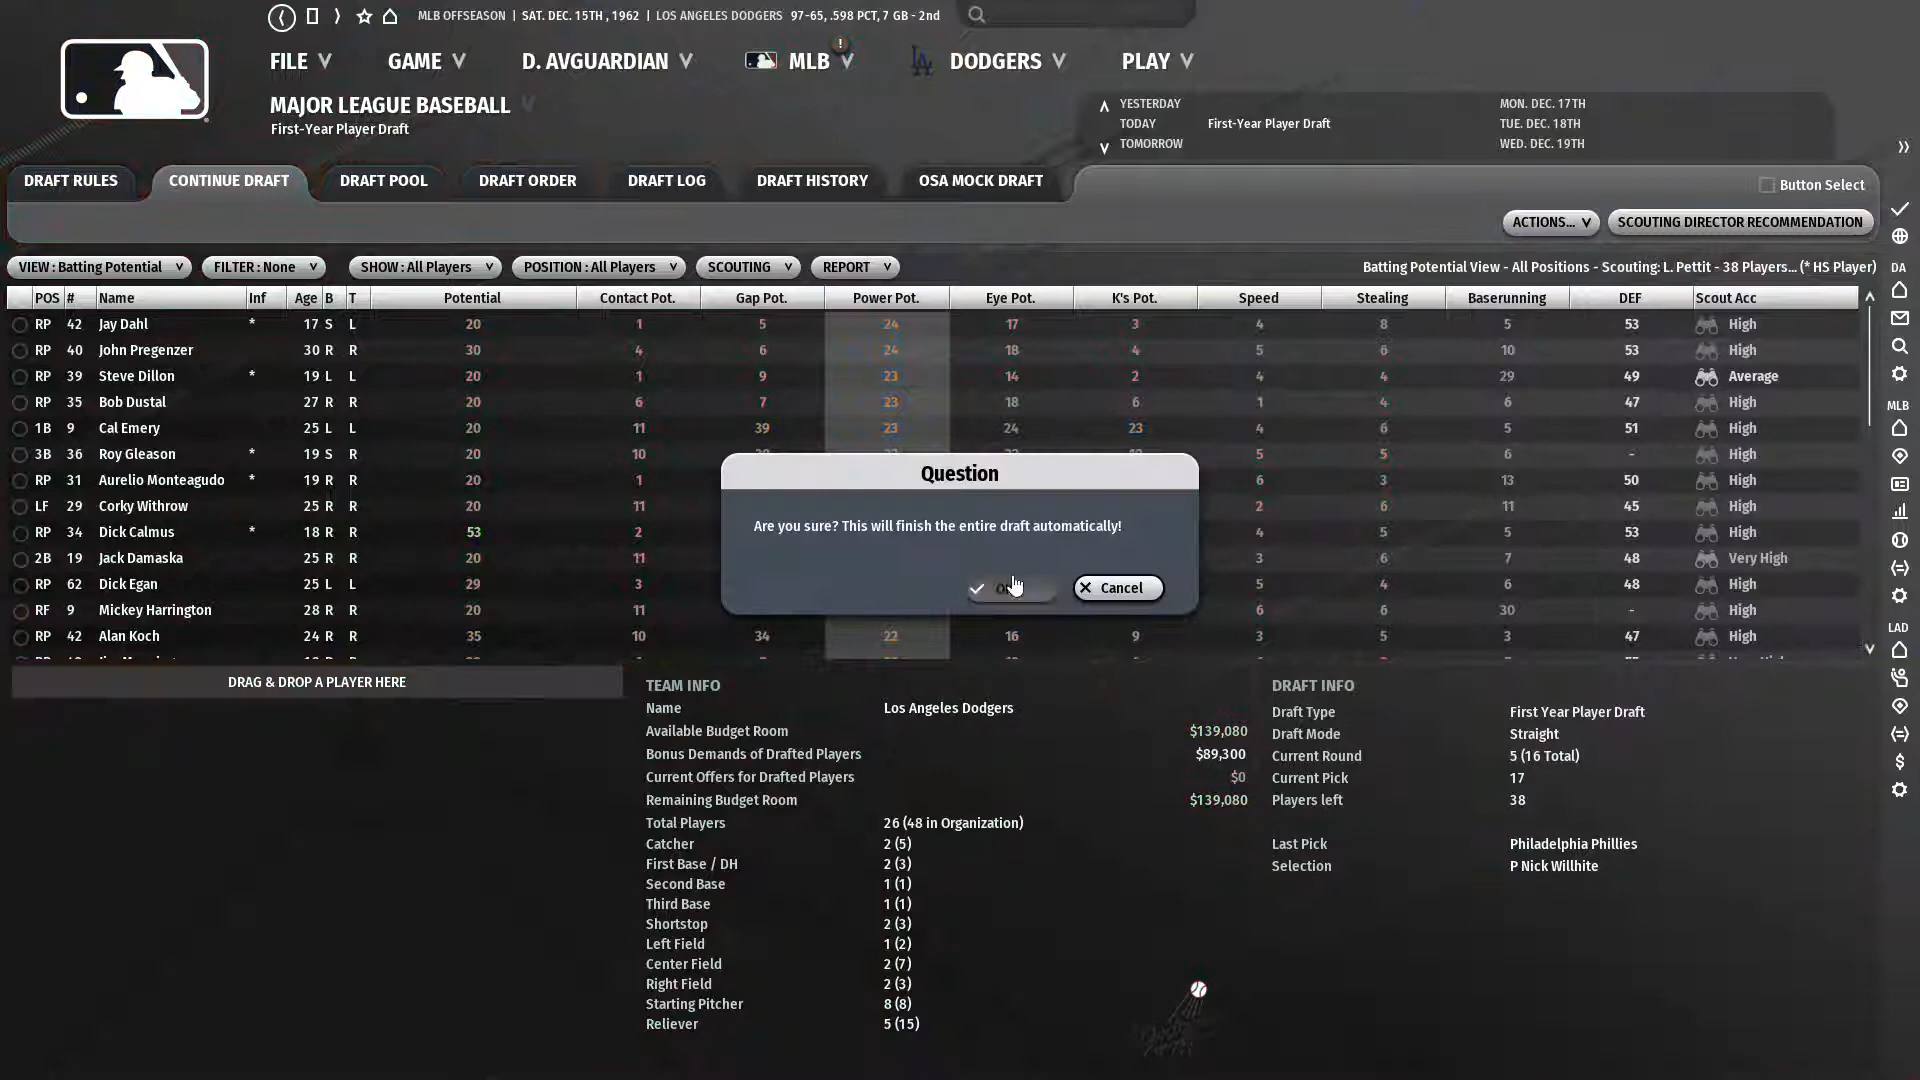 MLB OFFSEASON | SAT. DEC. 15TH , 1962 | LOS ANGELES DODGERS 97-65, .598 PCT, 7 GB - 2nd
FILE GAME D. AVGUARDIAN MLB ! DODGERS PLAY
MAJOR LEAGUE BASEBALL
First-Year Player Draft
YESTERDAY MON. DEC. 17TH
TODAY First-Year Player Draft TUE. DEC. 18TH
TOMORROW WED. DEC. 19TH
DRAFT RULES CONTINUE DRAFT DRAFT POOL DRAFT ORDER DRAFT LOG DRAFT HISTORY OSA MOCK DRAFT
Button Select
ACTIONS... SCOUTING DIRECTOR RECOMMENDATION
VIEW : Batting Potential FILTER : None SHOW : All Players POSITION : All Players SCOUTING REPORT Batting Potential View - All Positions - Scouting: L. Pettit - 38 Players... (* HS Player)
POS # Name Inf Age B T Potential Contact Pot. Gap Pot. Power Pot. Eye Pot. K's Pot. Speed Stealing Baserunning DEF Scout Acc
RP 42 Jay Dahl * 17 S L 20 1 5 24 17 3 4 8 5 53 High
RP 40 John Pregenzer 30 R R 30 4 6 24 18 4 5 6 10 53 High
RP 39 Steve Dillon * 19 L L 20 1 9 23 14 2 4 4 29 49 Average
RP 35 Bob Dustal 27 R R 20 6 7 23 18 6 1 4 6 47 High
1B 9 Cal Emery 25 L L 20 11 39 23 24 23 4 6 5 51 High
3B 36 Roy Gleason * 19 S R 20 10 5 5 6 - High
RP 31 Aurelio Monteagudo * 19 R R 20 1 6 3 13 50 High
LF 29 Corky Withrow 25 R R 20 11 2 6 11 45 High
RP 34 Dick Calmus * 18 R R 53 2 4 5 5 53 High
2B 19 Jack Damaska 25 R R 20 11 3 6 7 48 Very High
RP 62 Dick Egan 25 L L 29 3 5 4 6 48 High
RF 9 Mickey Harrington 28 R R 20 11 6 6 30 - High
RP 42 Alan Koch 24 R R 35 10 34 22 16 9 3 5 3 47 High
Question
Are you sure? This will finish the entire draft automatically!
Cancel
DRAG & DROP A PLAYER HERE
TEAM INFO
Name Los Angeles Dodgers
Available Budget Room $139,080
Bonus Demands of Drafted Players $89,300
Current Offers for Drafted Players $0
Remaining Budget Room $139,080
Total Players 26 (48 in Organization)
Catcher 2 (5)
First Base / DH 2 (3)
Second Base 1 (1)
Third Base 1 (1)
Shortstop 2 (3)
Left Field 1 (2)
Center Field 2 (7)
Right Field 2 (3)
Starting Pitcher 8 (8)
Reliever 5 (15)
DRAFT INFO
Draft Type First Year Player Draft
Draft Mode Straight
Current Round 5 (16 Total)
Current Pick 17
Players left 38
Last Pick Philadelphia Phillies
Selection P Nick Willhite
DA
MLB
LAD